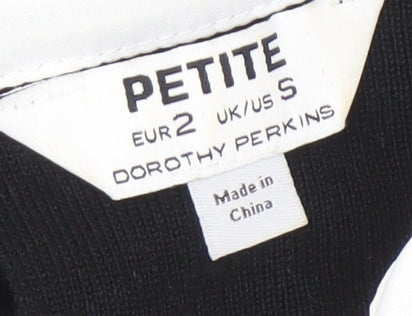 PETITE
EUR 2 UK/US S
DOROTHY PERKINS
Made in
China